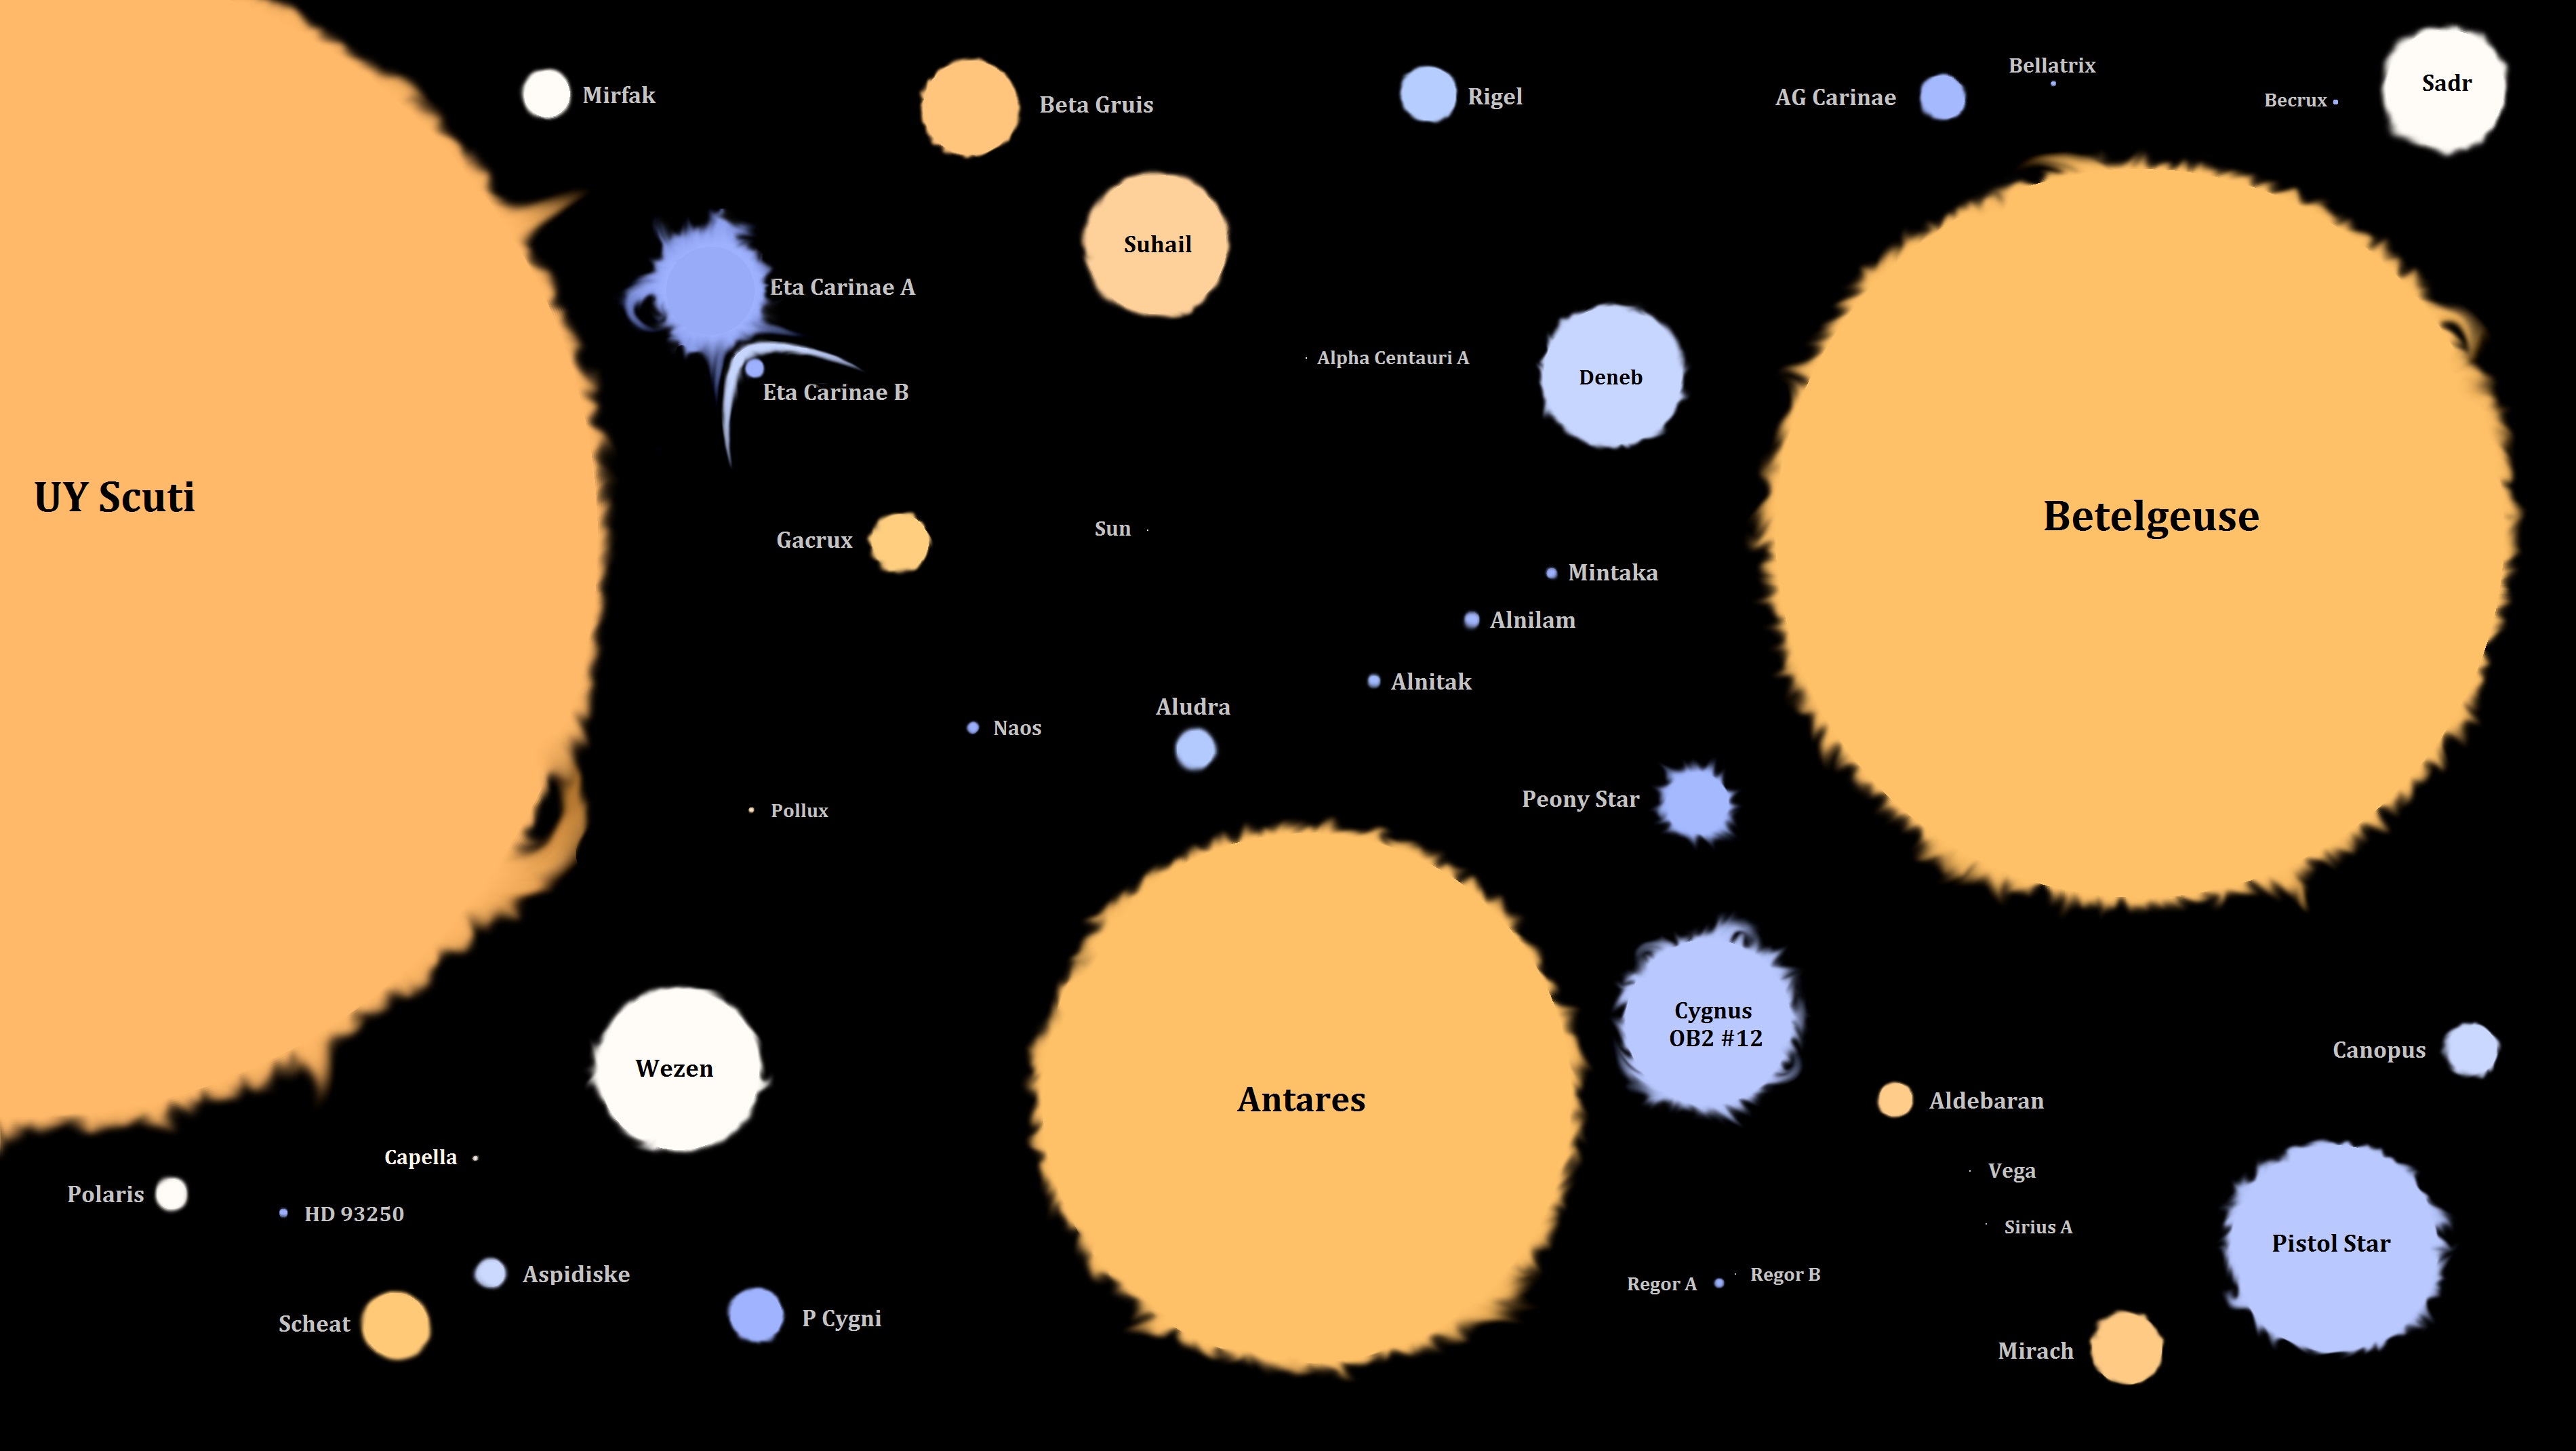 Bellatrix
Sadr
Mirfak
Beta Gruis
Rigel
AG Carinae
Becrux
Suhail
Eta Carinae A
Alpha Centauri A
Deneb
Eta Carinae B
UY Scuti
Betelgeuse
Sun
Gacrux
Mintaka
Alnilam
Alnitak
Aludra
Naos
Peony Star
Pollux
Cygnus
OB2 #12
Canopus
Wezen
Antares
Aldebaran
Capella
Vega
Polaris
HD 93250
Sirius A
Pistol Star
Aspidiske
Regor A
Regor B
Scheat
P Cygni
Mirach